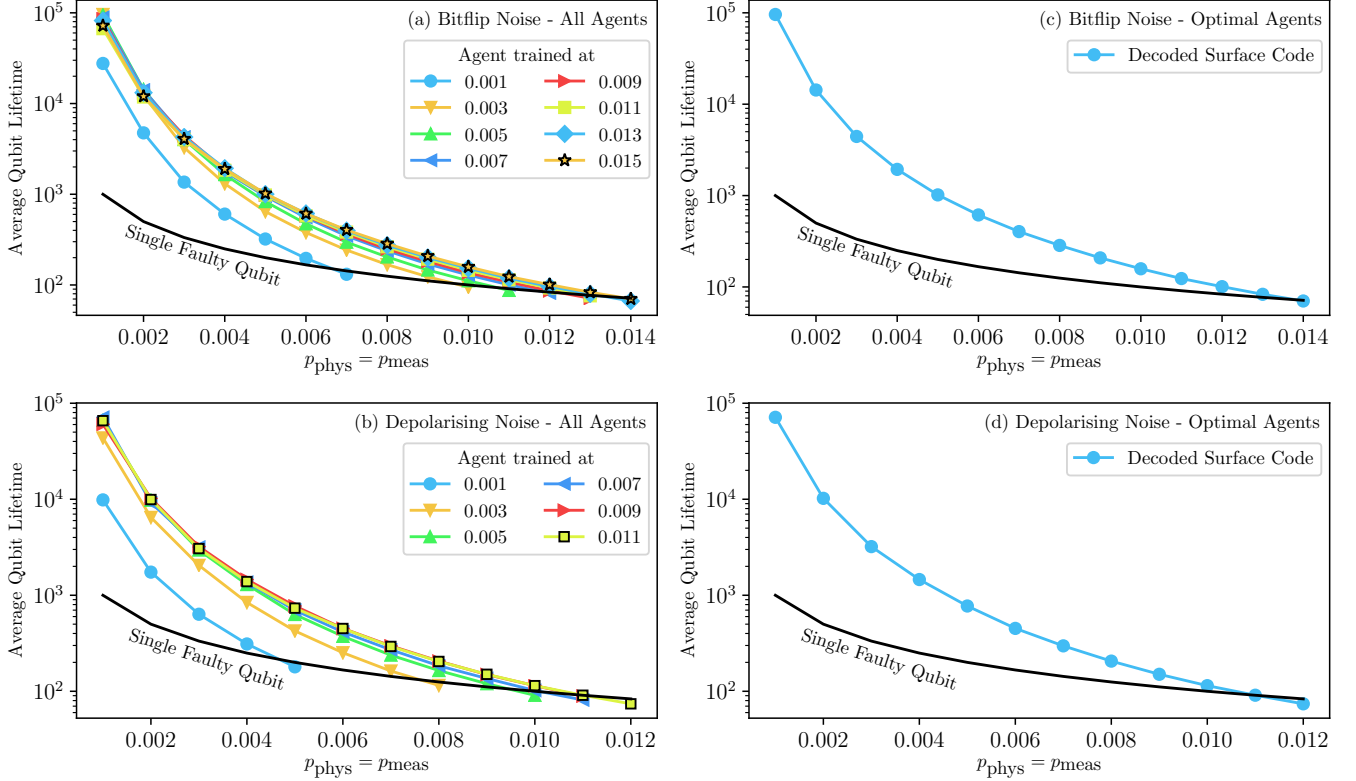 (a) Bitflip Noise - All Agents
Agent trained at
0.001
0.003
0.005
0.007
0.009
0.011
0.013
0.015
Single Faulty Qubit
Average Qubit Lifetime
10^5
10^4
10^3
10^2
0.002 0.004 0.006 0.008 0.010 0.012 0.014
p_phys = p_meas
(c) Bitflip Noise - Optimal Agents
Decoded Surface Code
Single Faulty Qubit
Average Qubit Lifetime
10^5
10^4
10^3
10^2
0.002 0.004 0.006 0.008 0.010 0.012 0.014
p_phys = p_meas
(b) Depolarising Noise - All Agents
Agent trained at
0.001
0.003
0.005
0.007
0.009
0.011
Single Faulty Qubit
Average Qubit Lifetime
10^5
10^4
10^3
10^2
0.002 0.004 0.006 0.008 0.010 0.012
p_phys = p_meas
(d) Depolarising Noise - Optimal Agents
Decoded Surface Code
Single Faulty Qubit
Average Qubit Lifetime
10^5
10^4
10^3
10^2
0.002 0.004 0.006 0.008 0.010 0.012
p_phys = p_meas